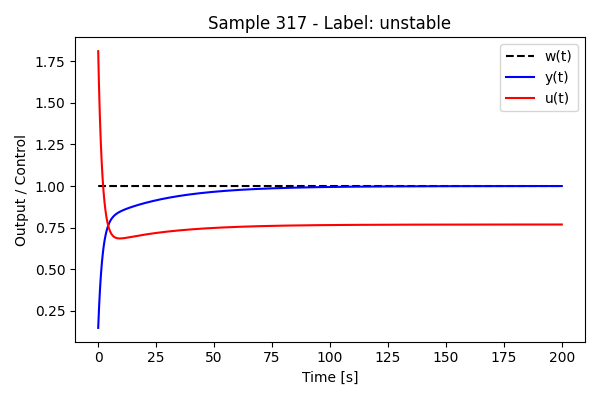 Sample 317 - Label: unstable
w(t)
y(t)
u(t)
Output / Control
1.75
1.50
1.25
1.00
0.75
0.50
0.25
0 25 50 75 100 125 150 175 200
Time [s]